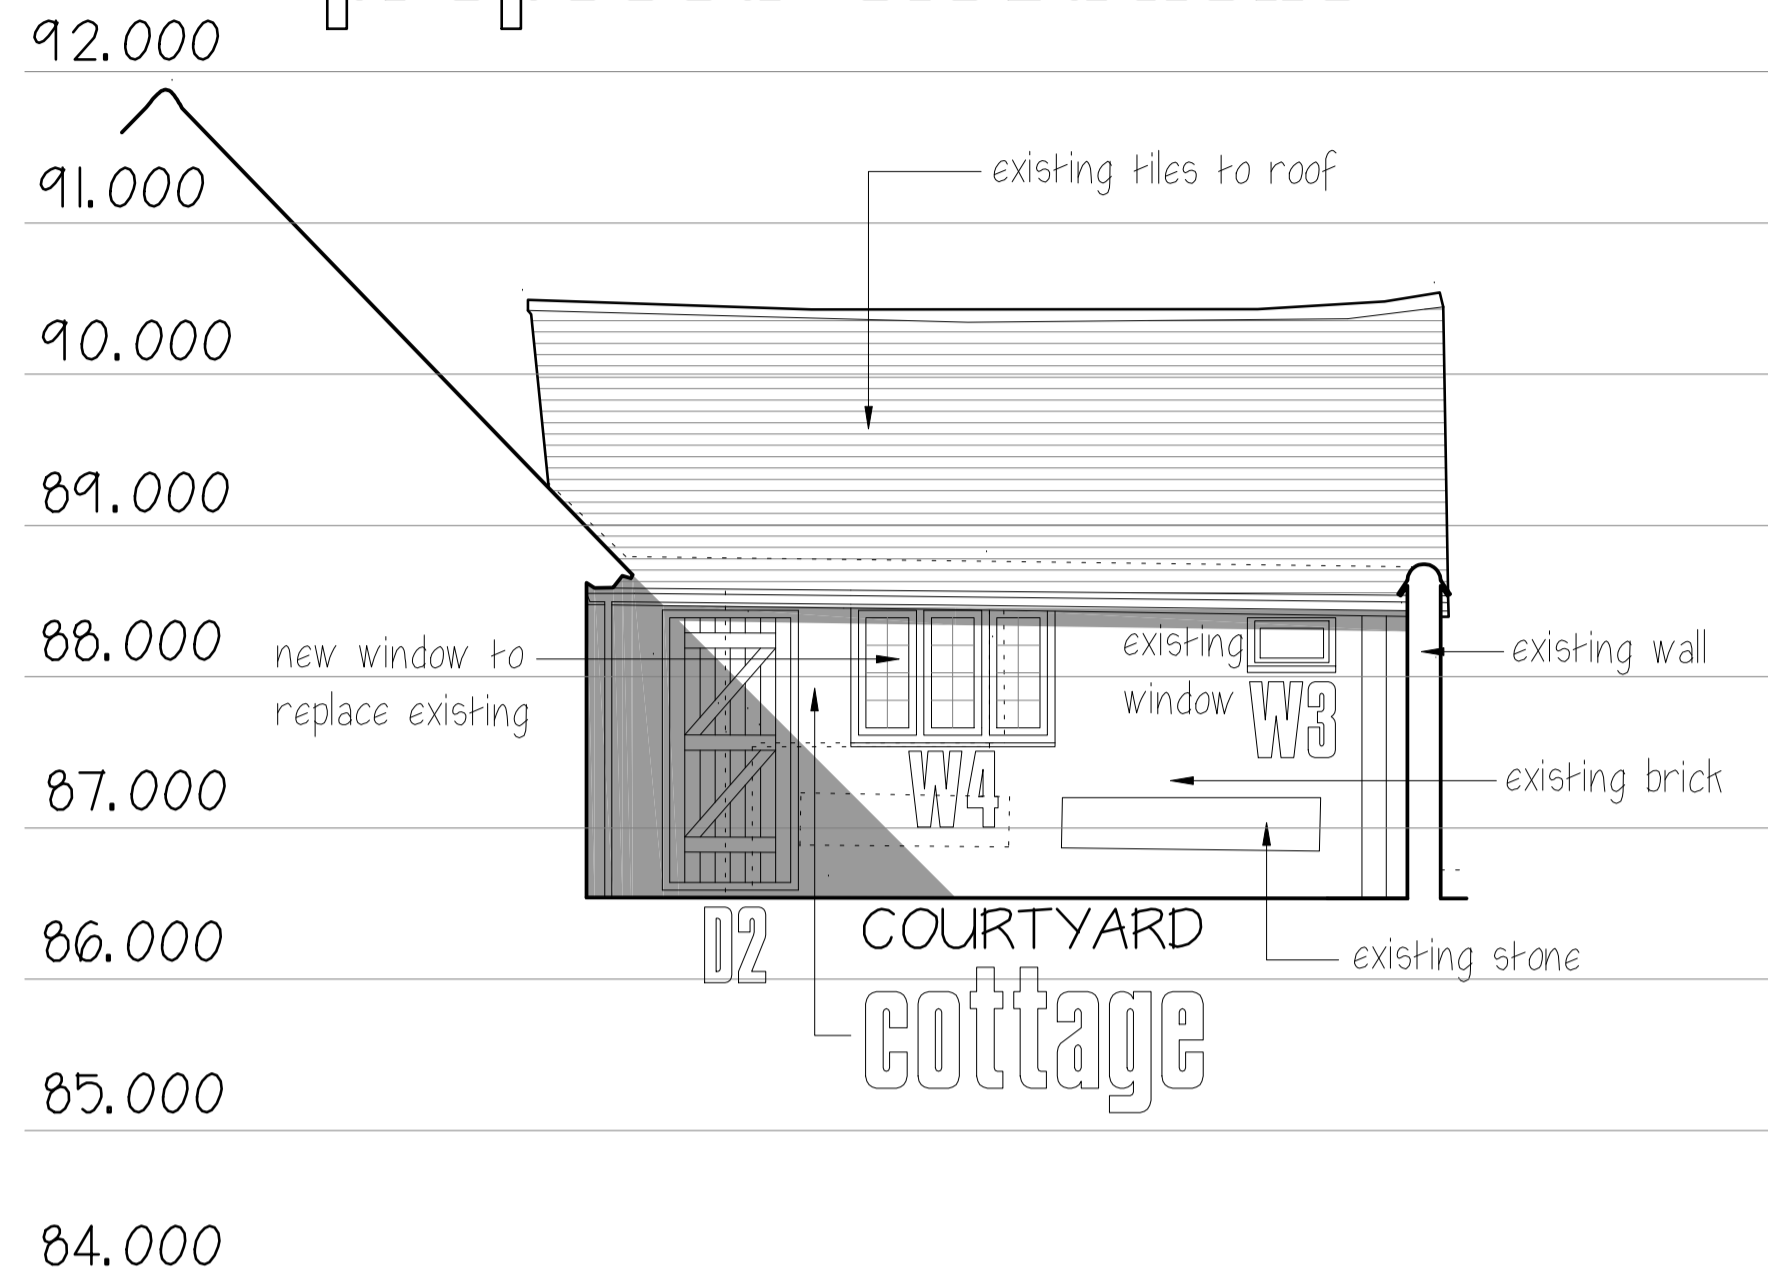 92.000
91.000
existing tiles to roof
90.000
89.000
88.000
new window to
replace existing
existing
window
W3
existing wall
W4
87.000
existing brick
D2
COURTYARD
86.000
existing stone
cottage
85.000
84.000